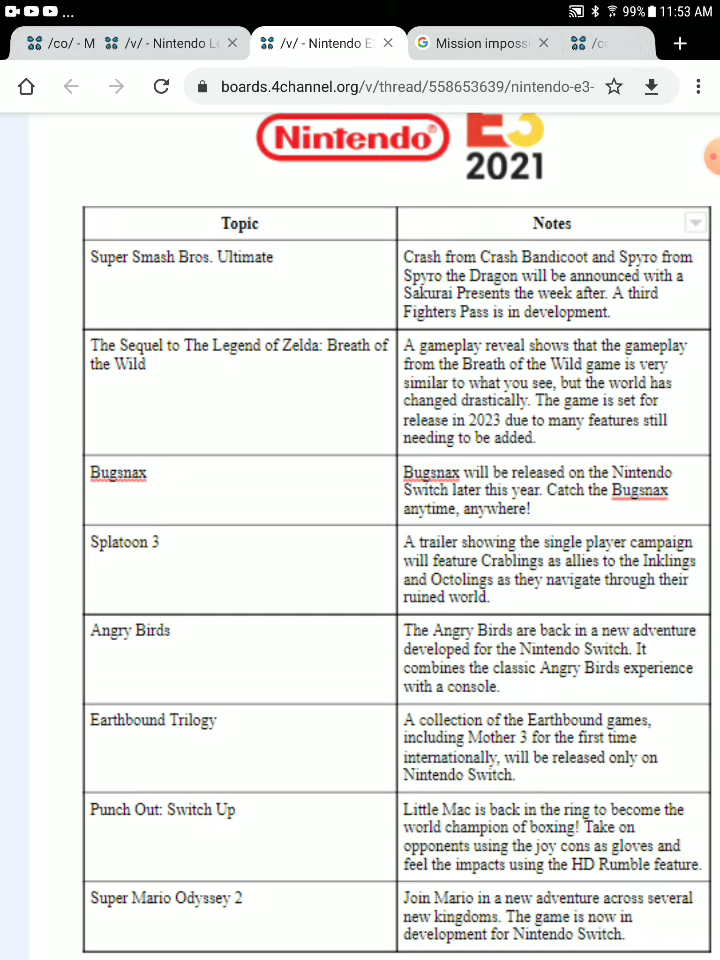 ... 99% 11:53 AM
/co/ - M /v/ - Nintendo L × /v/ - Nintendo E × Mission imposs × /c
boards.4channel.org/v/thread/558653639/nintendo-e3-
Nintendo® E3
2021
Topic Notes
Super Smash Bros. Ultimate Crash from Crash Bandicoot and Spyro from
Spyro the Dragon will be announced with a
Sakurai Presents the week after. A third
Fighters Pass is in development.
The Sequel to The Legend of Zelda: Breath of A gameplay reveal shows that the gameplay
the Wild from the Breath of the Wild game is very
similar to what you see, but the world has
changed drastically. The game is set for
release in 2023 due to many features still
needing to be added.
Bugsnax Bugsnax will be released on the Nintendo
Switch later this year. Catch the Bugsnax
anytime, anywhere!
Splatoon 3 A trailer showing the single player campaign
will feature Crablings as allies to the Inklings
and Octolings as they navigate through their
ruined world.
Angry Birds The Angry Birds are back in a new adventure
developed for the Nintendo Switch. It
combines the classic Angry Birds experience
with a console.
Earthbound Trilogy A collection of the Earthbound games,
including Mother 3 for the first time
internationally, will be released only on
Nintendo Switch.
Punch Out: Switch Up Little Mac is back in the ring to become the
world champion of boxing! Take on
opponents using the joy cons as gloves and
feel the impacts using the HD Rumble feature.
Super Mario Odyssey 2 Join Mario in a new adventure across several
new kingdoms. The game is now in
development for Nintendo Switch.